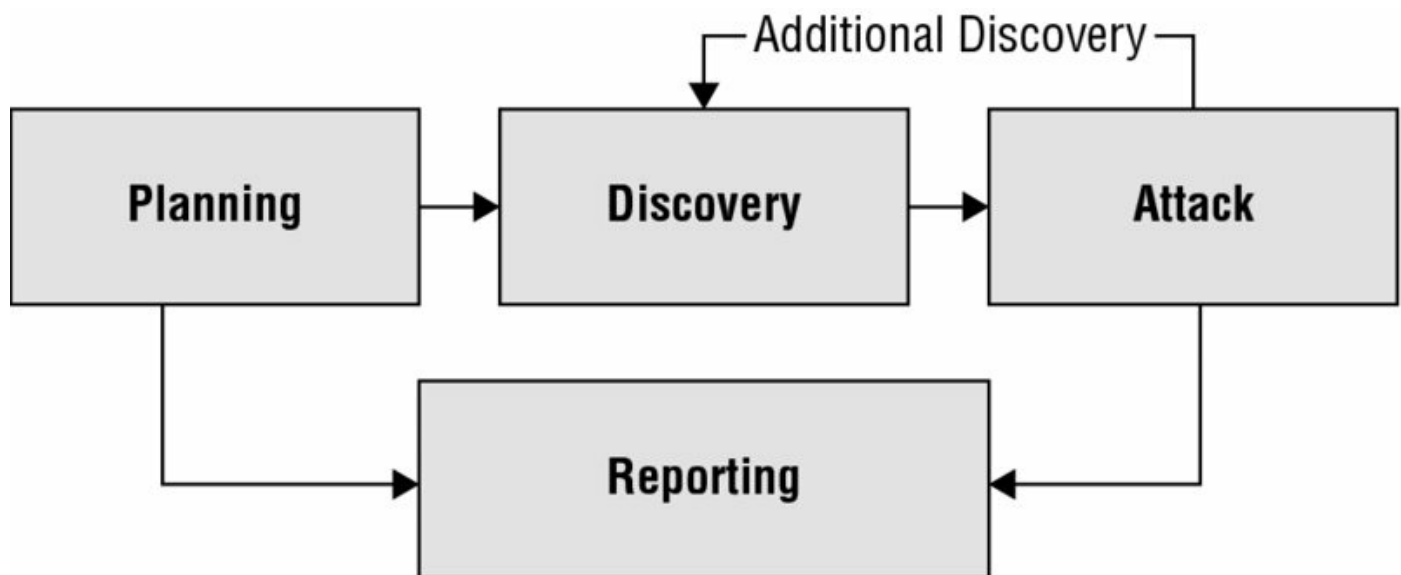 Additional Discovery
Planning
Discovery
Attack
Reporting